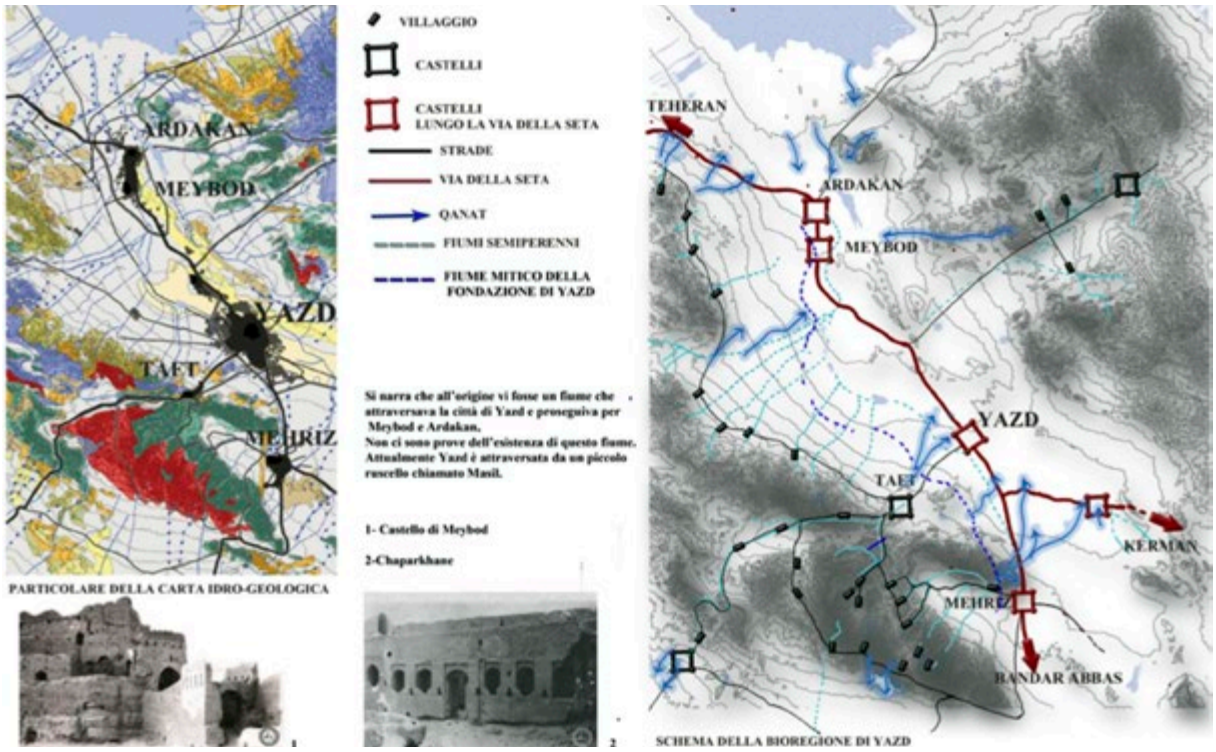 ARDAKAN
MEYBOD
YAZD
TAFT
MEHRIZ
PARTICOLARE DELLA CARTA IDRO-GEOLOGICA
1
VILLAGGIO
CASTELLI
CASTELLI
LUNGO LA VIA DELLA SETA
STRADE
VIA DELLA SETA
QANAT
FIUMI SEMIPERENNI
FIUME MITICO DELLA
FONDAZIONE DI YAZD
Si narra che all'origine vi fosse un fiume che
attraversava la città di Yazd e proseguiva per
Meybod e Ardakan.
Non ci sono prove dell'esistenza di questo fiume.
Attualmente Yazd è attraversata da un piccolo
ruscello chiamato Masil.
1- Castello di Meybod
2-Chaparkhane
2
TEHERAN
ARDAKAN
MEYBOD
YAZD
TAFT
KERMAN
MEHRIZ
BANDAR ABBAS
SCHEMA DELLA BIOREGIONE DI YAZD